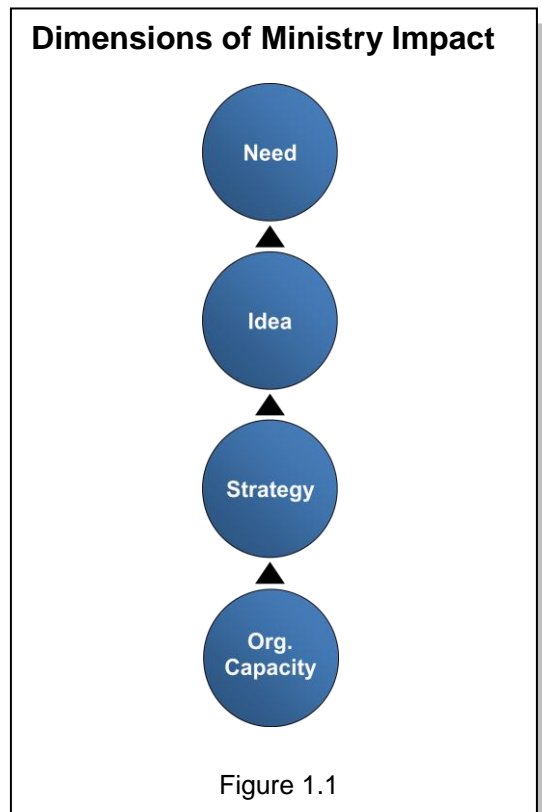 Dimensions of Ministry Impact
Need
Idea
Strategy
Org.
Capacity
Figure 1.1